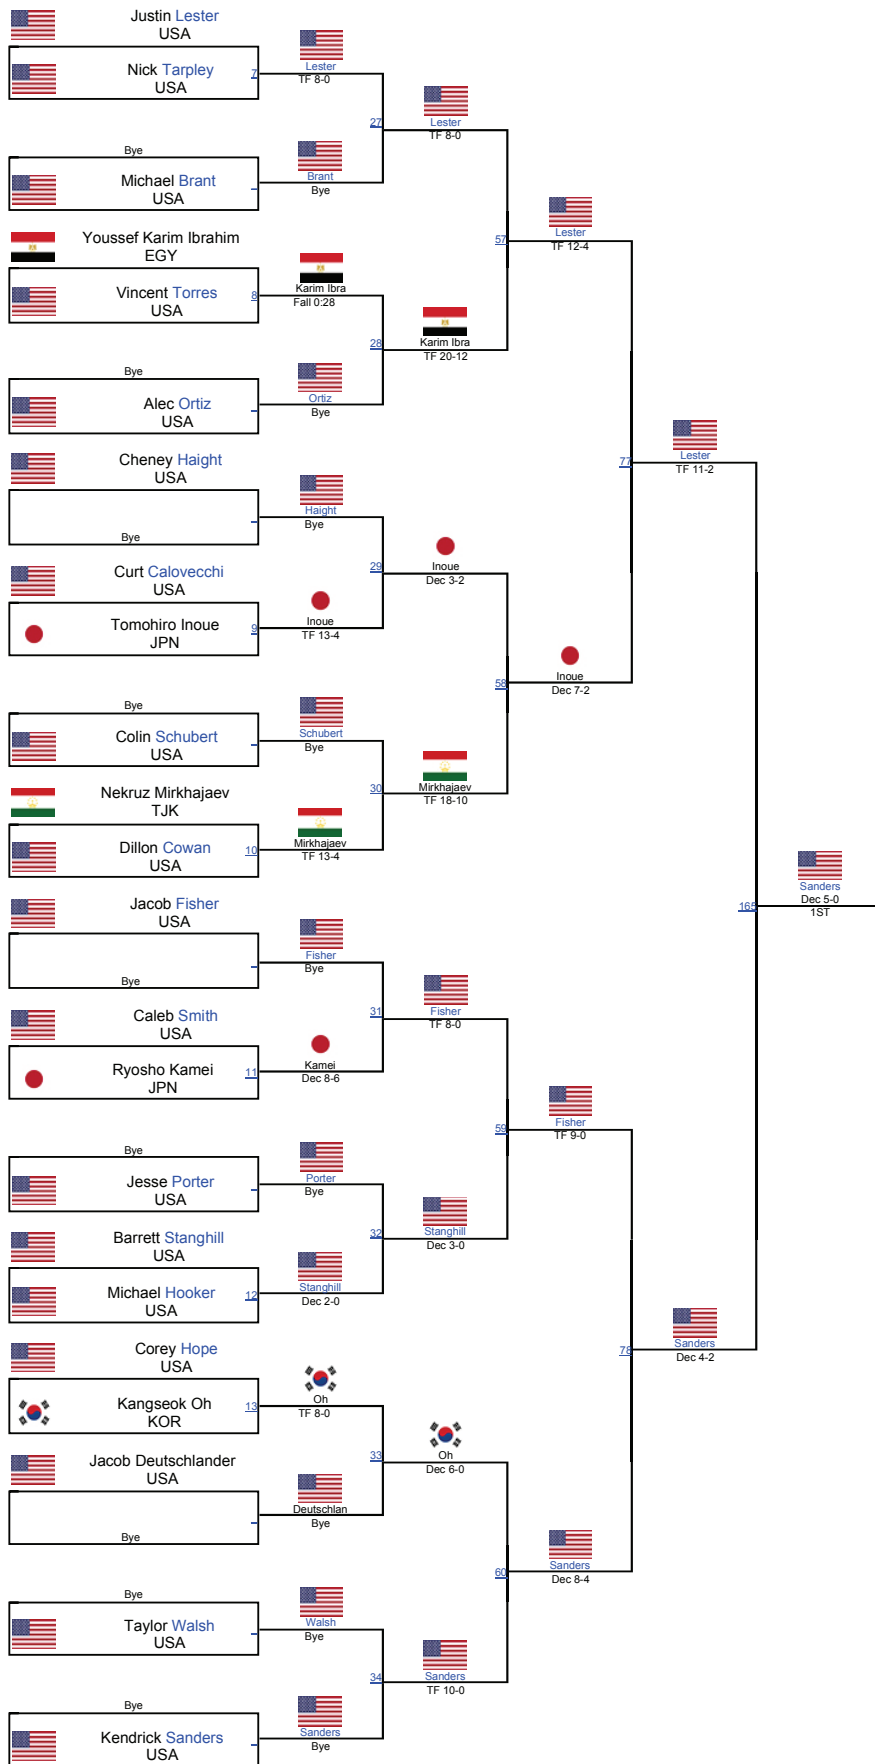 Justin Lester
USA
Nick Tarpley
USA
7
Lester
TF 8-0
27
Lester
TF 8-0
Bye
Michael Brant
USA
Brant
Bye
57
Lester
TF 12-4
Youssef Karim Ibrahim
EGY
Vincent Torres
USA
8
Karim Ibra
Fall 0:28
28
Karim Ibra
TF 20-12
Bye
Alec Ortiz
USA
Ortiz
Bye
77
Lester
TF 11-2
Cheney Haight
USA
Bye
Haight
Bye
29
Inoue
Dec 3-2
Curt Calovecchi
USA
Tomohiro Inoue
JPN
9
Inoue
TF 13-4
58
Inoue
Dec 7-2
Bye
Colin Schubert
USA
Schubert
Bye
30
Mirkhajaev
TF 18-10
Nekruz Mirkhajaev
TJK
Dillon Cowan
USA
10
Mirkhajaev
TF 13-4
165
Sanders
Dec 5-0
1ST
Jacob Fisher
USA
Bye
Fisher
Bye
31
Fisher
TF 8-0
Caleb Smith
USA
Ryosho Kamei
JPN
11
Kamei
Dec 8-6
59
Fisher
TF 9-0
Bye
Jesse Porter
USA
Porter
Bye
32
Stanghill
Dec 3-0
Barrett Stanghill
USA
Michael Hooker
USA
12
Stanghill
Dec 2-0
78
Sanders
Dec 4-2
Corey Hope
USA
Kangseok Oh
KOR
13
Oh
TF 8-0
33
Oh
Dec 6-0
Jacob Deutschlander
USA
Bye
Deutschlan
Bye
60
Sanders
Dec 8-4
Bye
Taylor Walsh
USA
Walsh
Bye
34
Sanders
TF 10-0
Bye
Kendrick Sanders
USA
Sanders
Bye